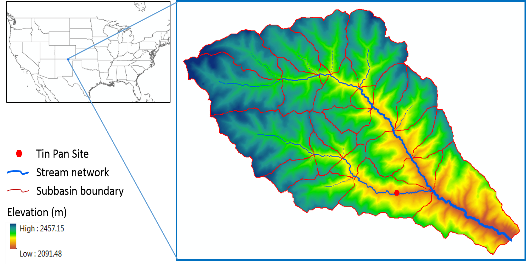 Tin Pan Site
Stream network
Subbasin boundary
Elevation (m)
High : 2457.15
Low : 2091.48